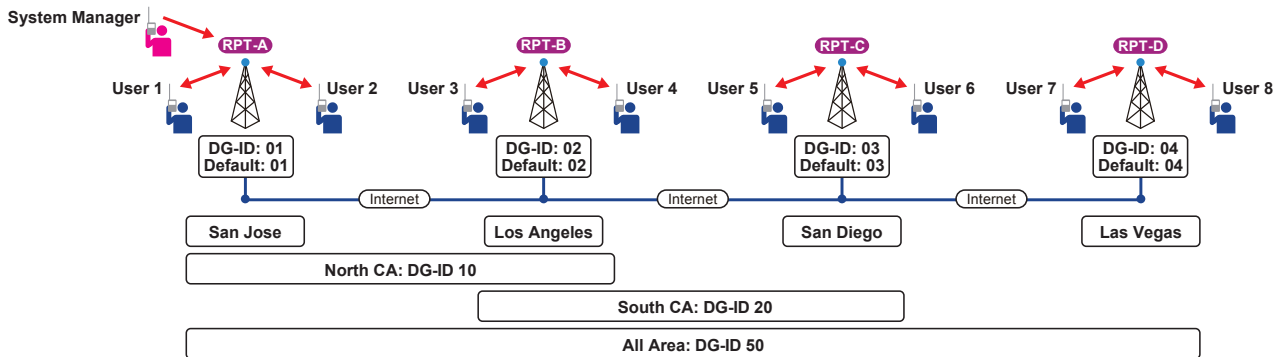 System Manager
RPT-A
RPT-B
RPT-C
RPT-D
User 1
User 2
User 3
User 4
User 5
User 6
User 7
User 8
DG-ID: 01
Default: 01
DG-ID: 02
Default: 02
DG-ID: 03
Default: 03
DG-ID: 04
Default: 04
Internet
Internet
Internet
San Jose
Los Angeles
San Diego
Las Vegas
North CA: DG-ID 10
South CA: DG-ID 20
All Area: DG-ID 50